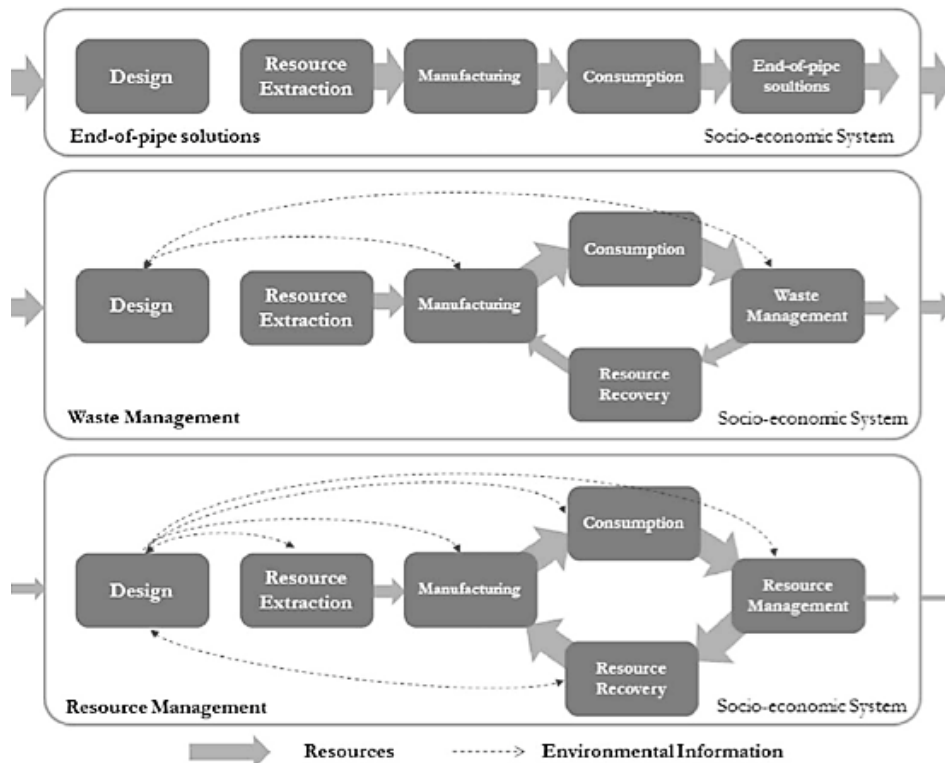 Design
Resource
Extraction
Manufacturing
Consumption
End-of-pipe
soultions
End-of-pipe solutions
Socio-economic System
Consumption
Design
Resource
Extraction
Manufacturing
Waste
Management
Resource
Recovery
Waste Management
Socio-economic System
Consumption
Design
Resource
Extraction
Manufacturing
Resource
Management
Resource
Recovery
Resource Management
Socio-economic System
Resources
Environmental Information